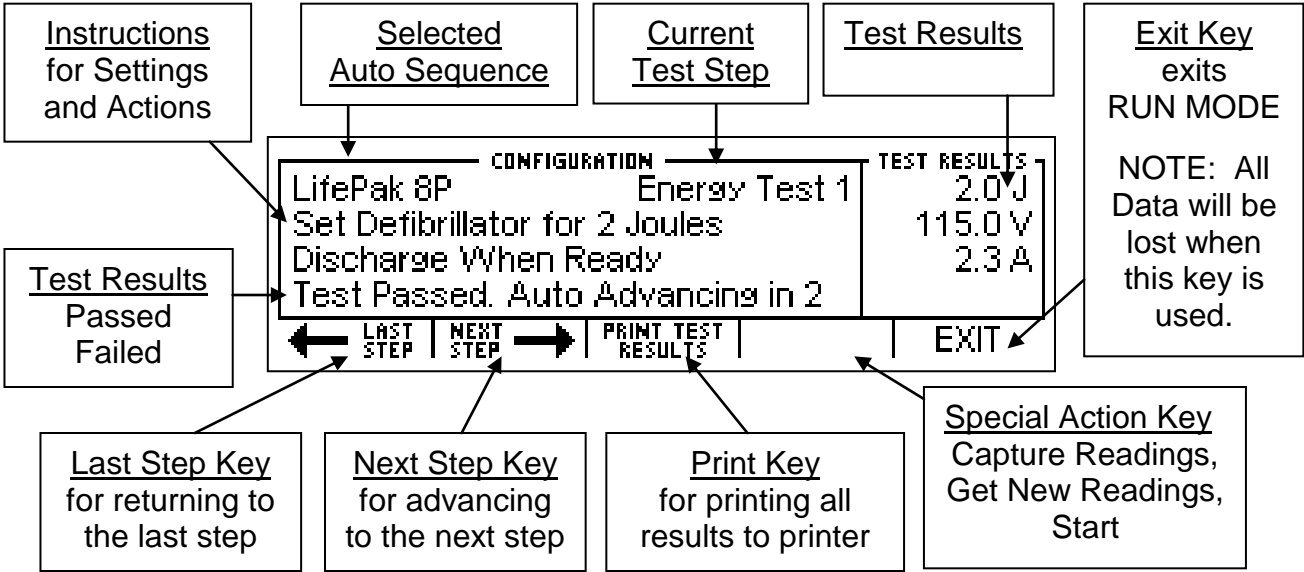 Instructions
for Settings
and Actions
Selected
Auto Sequence
Current
Test Step
Test Results
Exit Key
exits
RUN MODE
NOTE: All
Data will be
lost when
this key is
used.
CONFIGURATION
TEST RESULTS
LifePak 8P Energy Test 1 2.0 J
Set Defibrillator for 2 Joules 115.0 V
Discharge When Ready 2.3 A
Test Passed. Auto Advancing in 2
Test Results
Passed
Failed
LAST
STEP
NEXT
STEP
PRINT TEST
RESULTS
EXIT
Last Step Key
for returning to
the last step
Next Step Key
for advancing
to the next step
Print Key
for printing all
results to printer
Special Action Key
Capture Readings,
Get New Readings,
Start